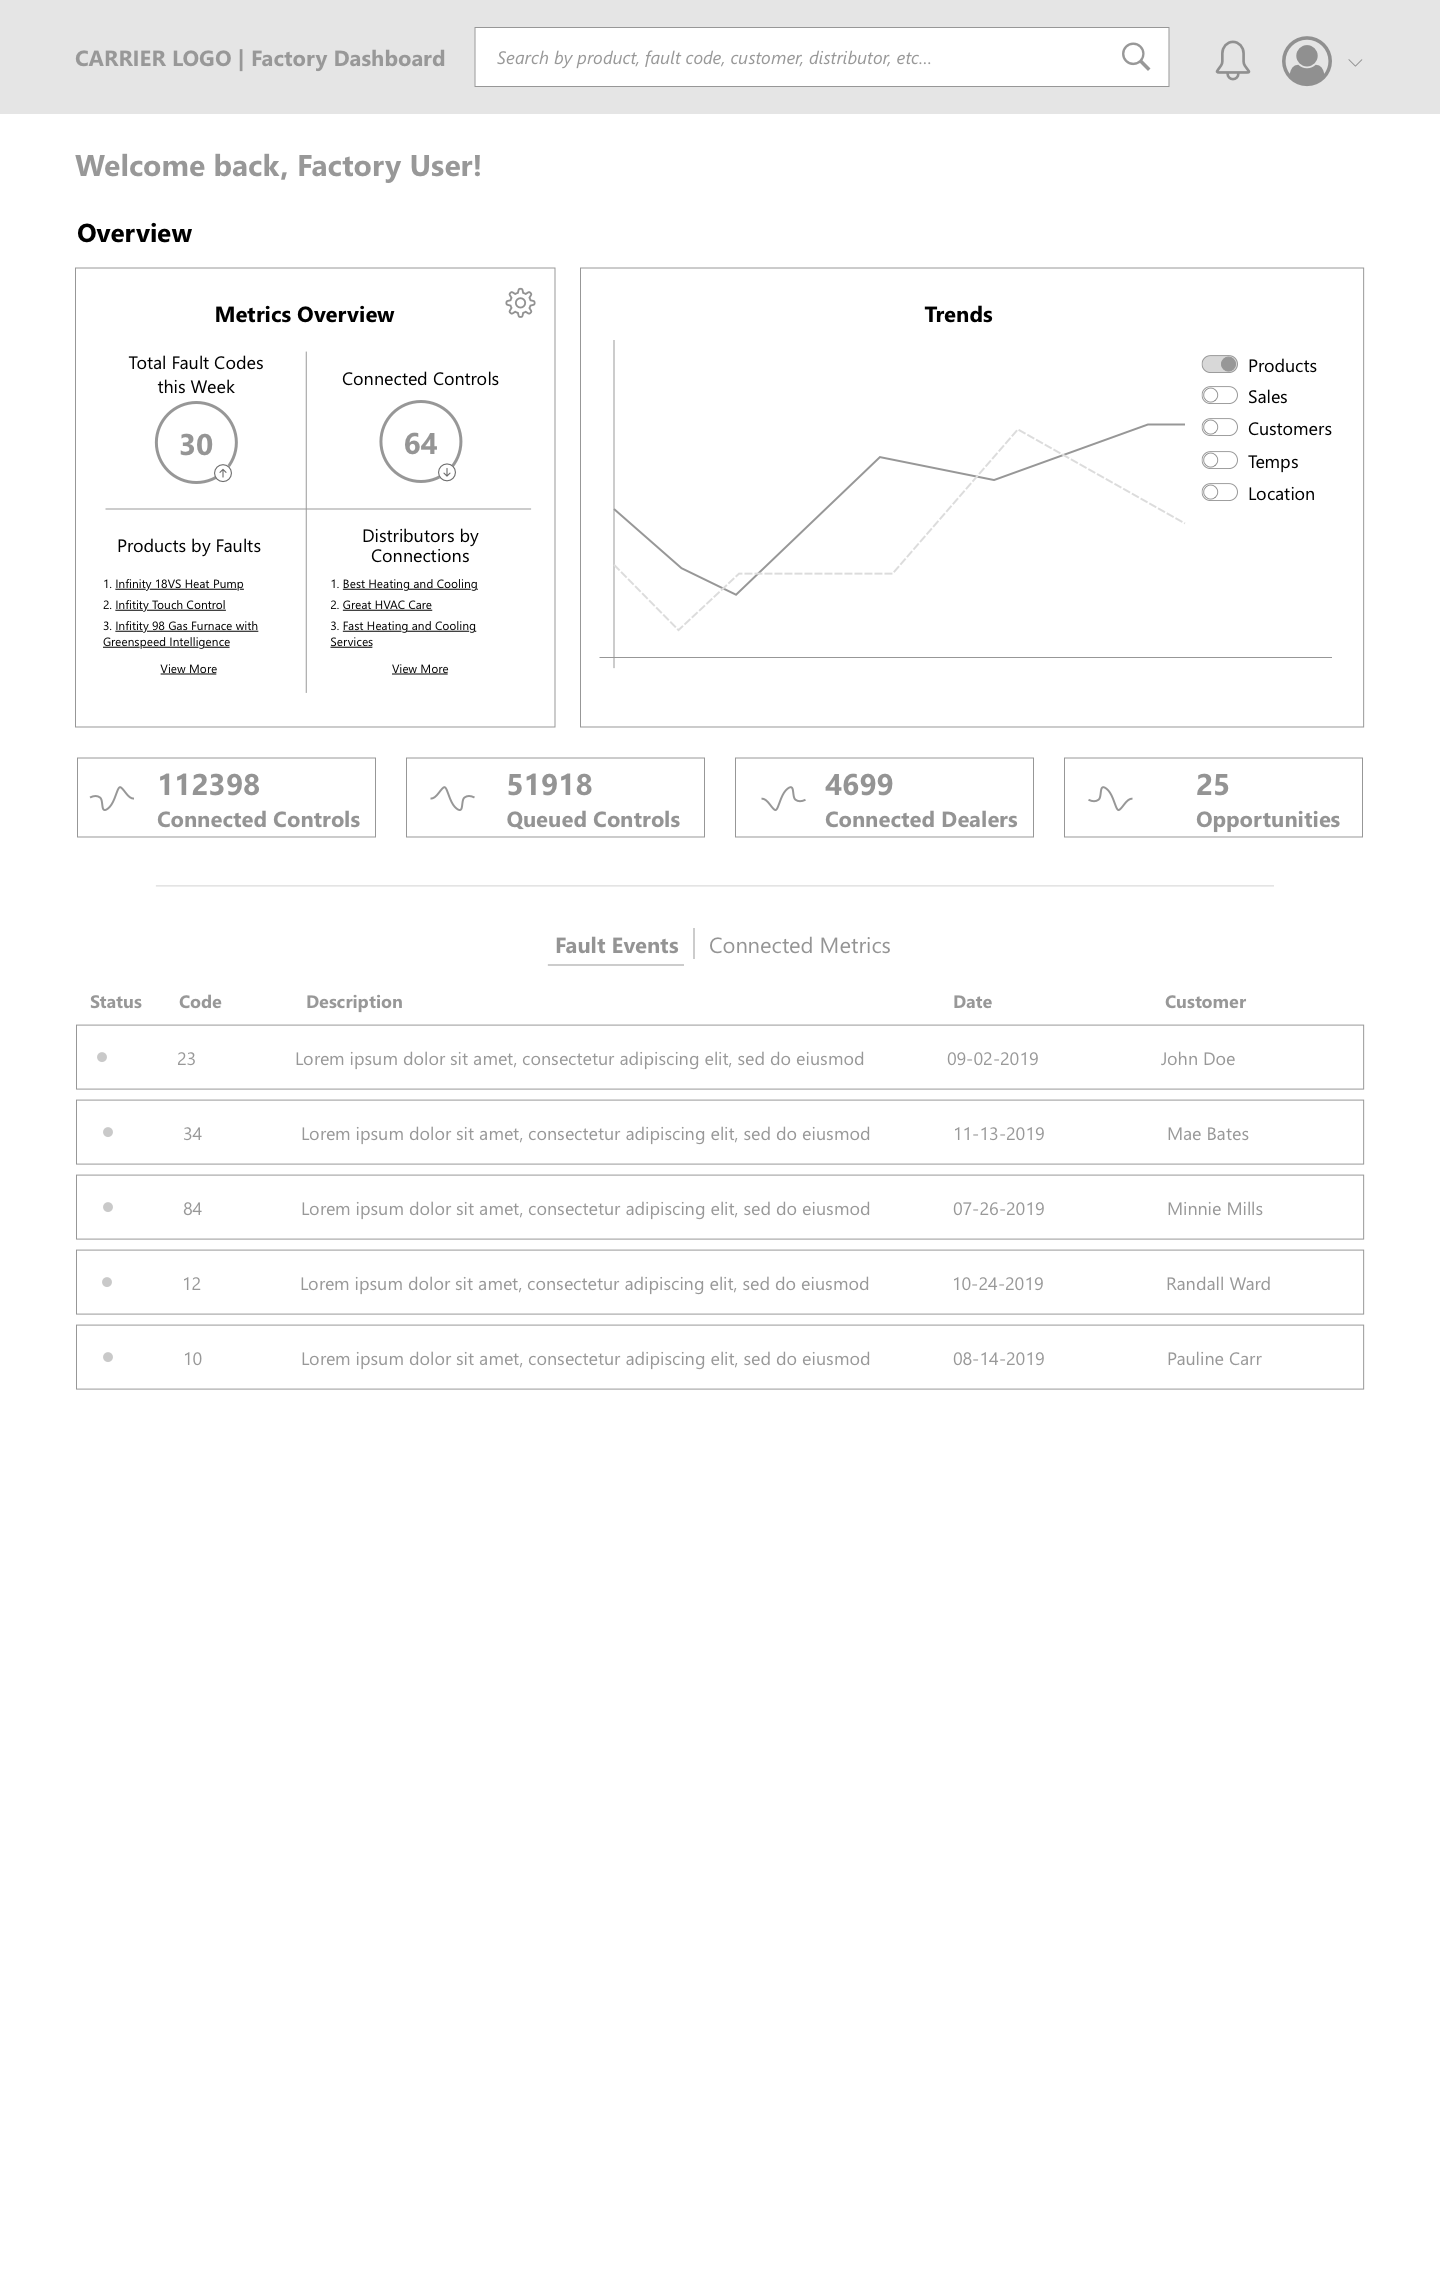 CARRIER LOGO | Factory Dashboard
Search by product, fault code, customer, distributor, etc...
Welcome back, Factory User!
Overview
Metrics Overview
Total Fault Codes
this Week
30
Connected Controls
64
Products by Faults
1. Infinity 18VS Heat Pump
2. Infitity Touch Control
3. Infitity 98 Gas Furnace with
Greenspeed Intelligence
View More
Distributors by
Connections
1. Best Heating and Cooling
2. Great HVAC Care
3. Fast Heating and Cooling
Services
View More
Trends
Products
Sales
Customers
Temps
Location
112398
Connected Controls
51918
Queued Controls
4699
Connected Dealers
25
Opportunities
Fault Events | Connected Metrics
Status Code Description Date Customer
23 Lorem ipsum dolor sit amet, consectetur adipiscing elit, sed do eiusmod 09-02-2019 John Doe
34 Lorem ipsum dolor sit amet, consectetur adipiscing elit, sed do eiusmod 11-13-2019 Mae Bates
84 Lorem ipsum dolor sit amet, consectetur adipiscing elit, sed do eiusmod 07-26-2019 Minnie Mills
12 Lorem ipsum dolor sit amet, consectetur adipiscing elit, sed do eiusmod 10-24-2019 Randall Ward
10 Lorem ipsum dolor sit amet, consectetur adipiscing elit, sed do eiusmod 08-14-2019 Pauline Carr